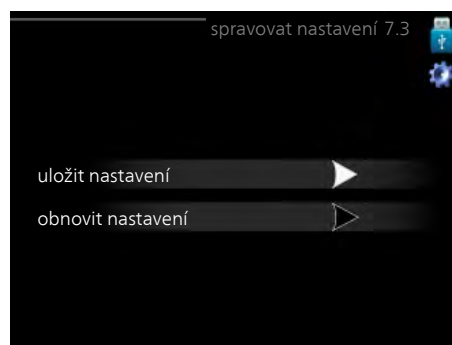 spravovat nastavení 7.3
uložit nastavení
obnovit nastavení